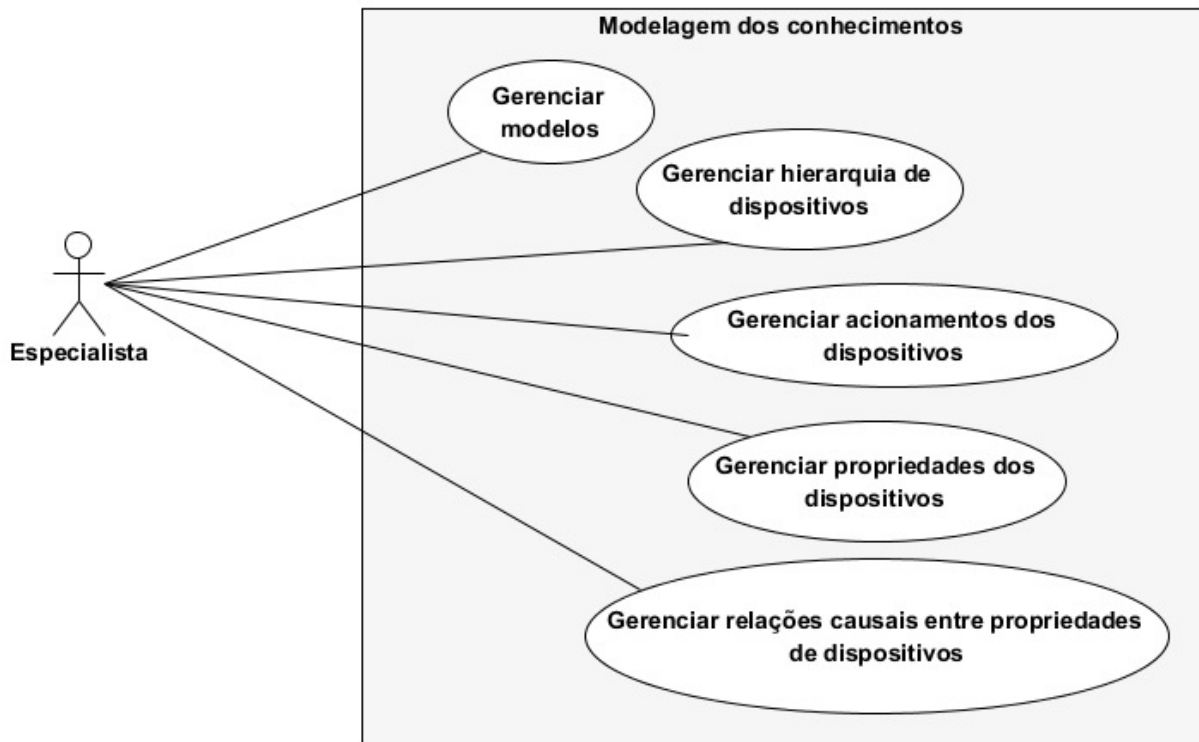 Modelagem dos conhecimentos
Gerenciar
modelos
Gerenciar hierarquia de
dispositivos
Especialista
Gerenciar acionamentos dos
dispositivos
Gerenciar propriedades dos
dispositivos
Gerenciar relações causais entre propriedades
de dispositivos